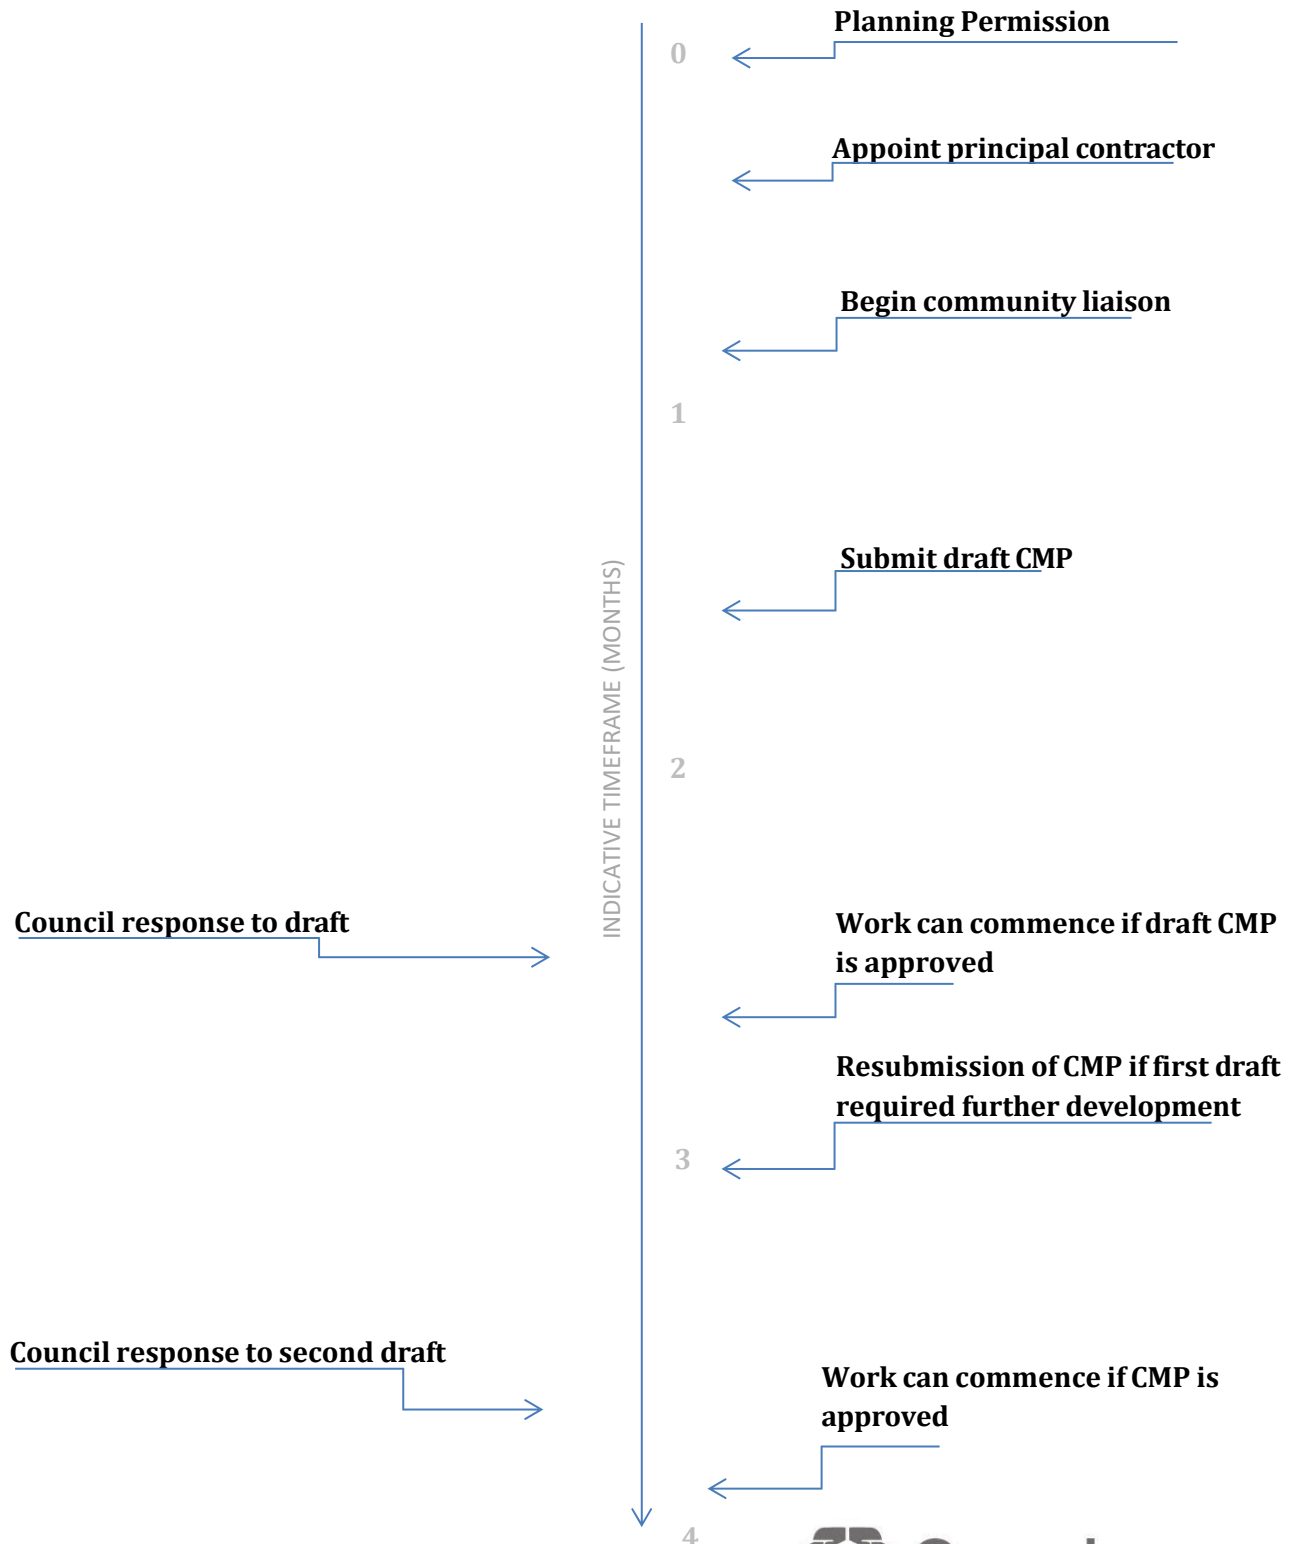 Planning Permission
0
Appoint principal contractor
Begin community liaison
1
Submit draft CMP
INDICATIVE TIMEFRAME (MONTHS)
2
Council response to draft
Work can commence if draft CMP
is approved
Resubmission of CMP if first draft
required further development
3
Council response to second draft
Work can commence if CMP is
approved
4